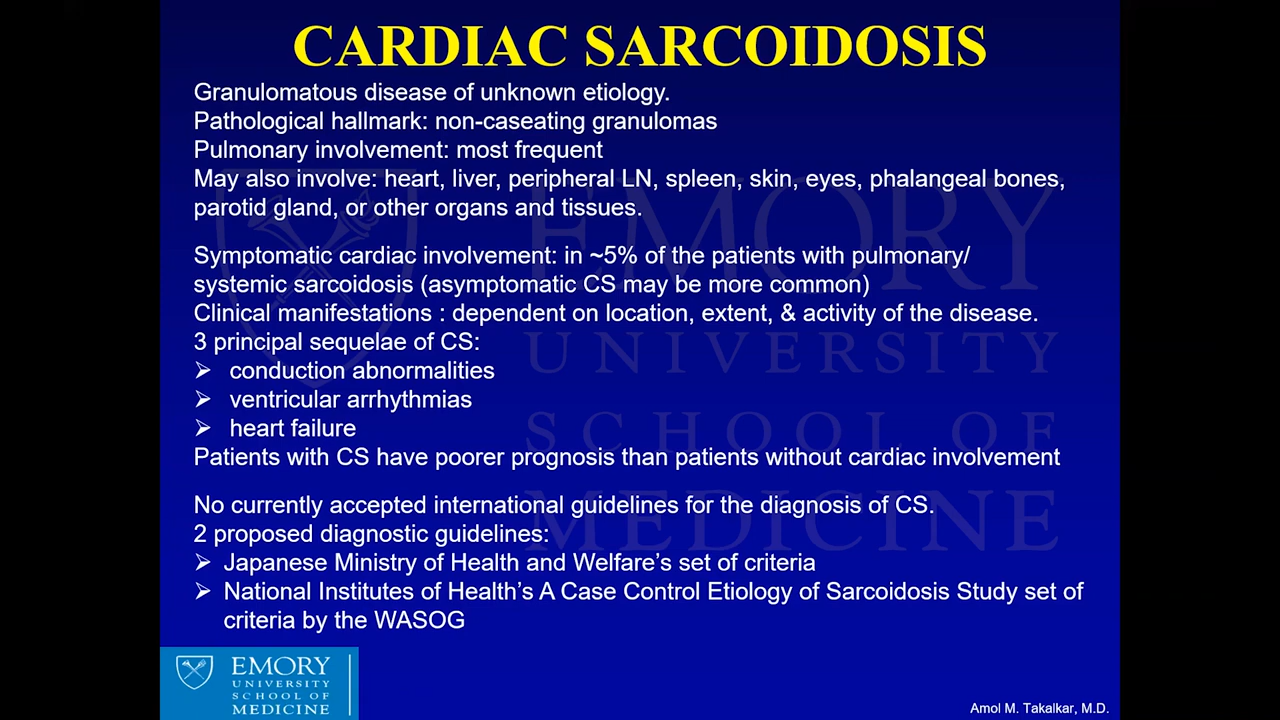 CARDIAC SARCOIDOSIS
Granulomatous disease of unknown etiology.
Pathological hallmark: non-caseating granulomas
Pulmonary involvement: most frequent
May also involve: heart, liver, peripheral LN, spleen, skin, eyes, phalangeal bones,
parotid gland, or other organs and tissues.
Symptomatic cardiac involvement: in ~5% of the patients with pulmonary/
systemic sarcoidosis (asymptomatic CS may be more common)
Clinical manifestations : dependent on location, extent, & activity of the disease.
3 principal sequelae of CS:
➢ conduction abnormalities
➢ ventricular arrhythmias
➢ heart failure
Patients with CS have poorer prognosis than patients without cardiac involvement
No currently accepted international guidelines for the diagnosis of CS.
2 proposed diagnostic guidelines:
➢ Japanese Ministry of Health and Welfare’s set of criteria
➢ National Institutes of Health’s A Case Control Etiology of Sarcoidosis Study set of
criteria by the WASOG
EMORY
UNIVERSITY
SCHOOL OF
MEDICINE
EMORY
UNIVERSITY
SCHOOL OF
MEDICINE
Amol M. Takalkar, M.D.